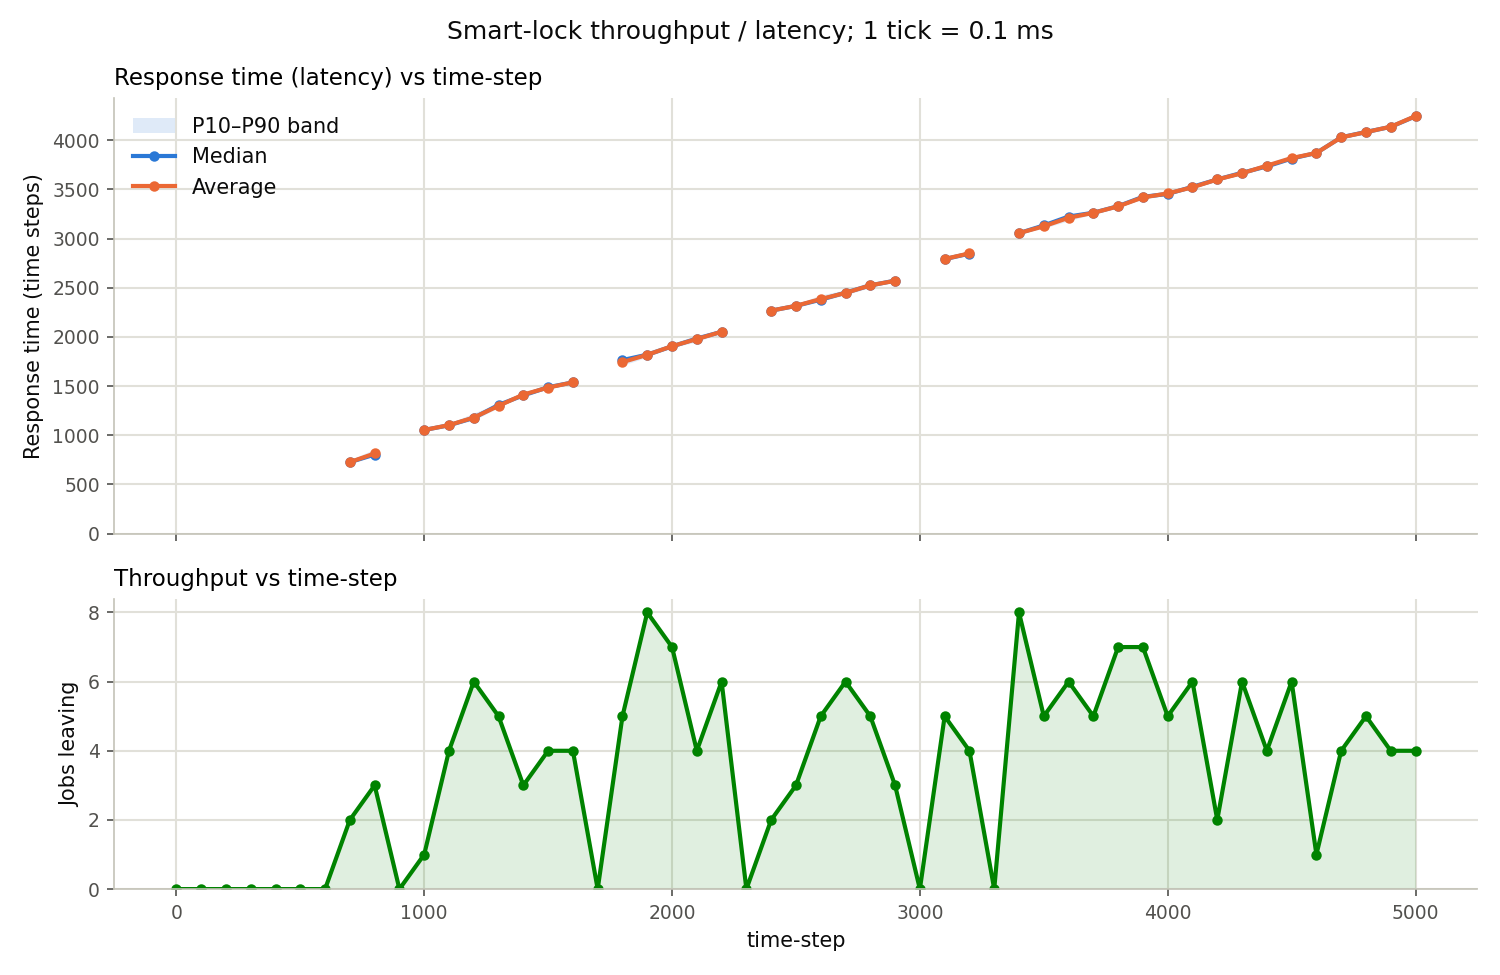 Smart-lock throughput / latency; 1 tick = 0.1 ms
Response time (latency) vs time-step
P10–P90 band
Median
Average
Response time (time steps)
4000
3500
3000
2500
2000
1500
1000
500
0
Throughput vs time-step
Jobs leaving
8
6
4
2
0
0 1000 2000 3000 4000 5000
time-step